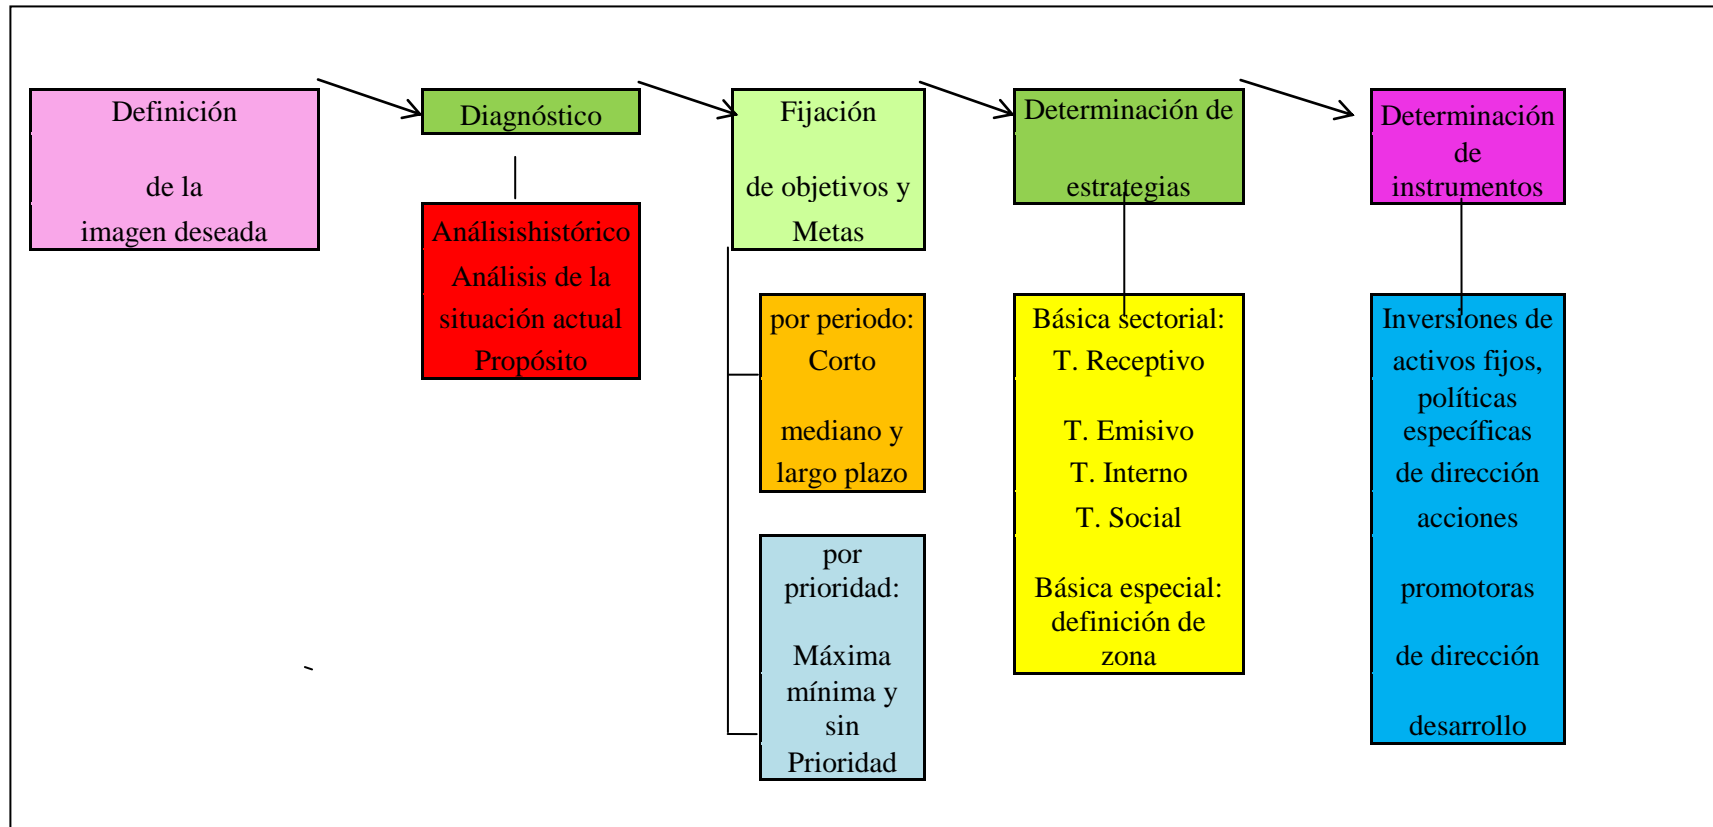 Definición
de la
imagen deseada
Diagnóstico
Análisishistórico
Análisis de la
situación actual
Propósito
Fijación
de objetivos y
Metas
por periodo:
Corto
mediano y
largo plazo
por
prioridad:
Máxima
mínima y
sin
Prioridad
Determinación de
estrategias
Básica sectorial:
T. Receptivo
T. Emisivo
T. Interno
T. Social
Básica especial:
definición de
zona
Determinación
de
instrumentos
Inversiones de
activos fijos,
políticas
específicas
de dirección
acciones
promotoras
de dirección
desarrollo